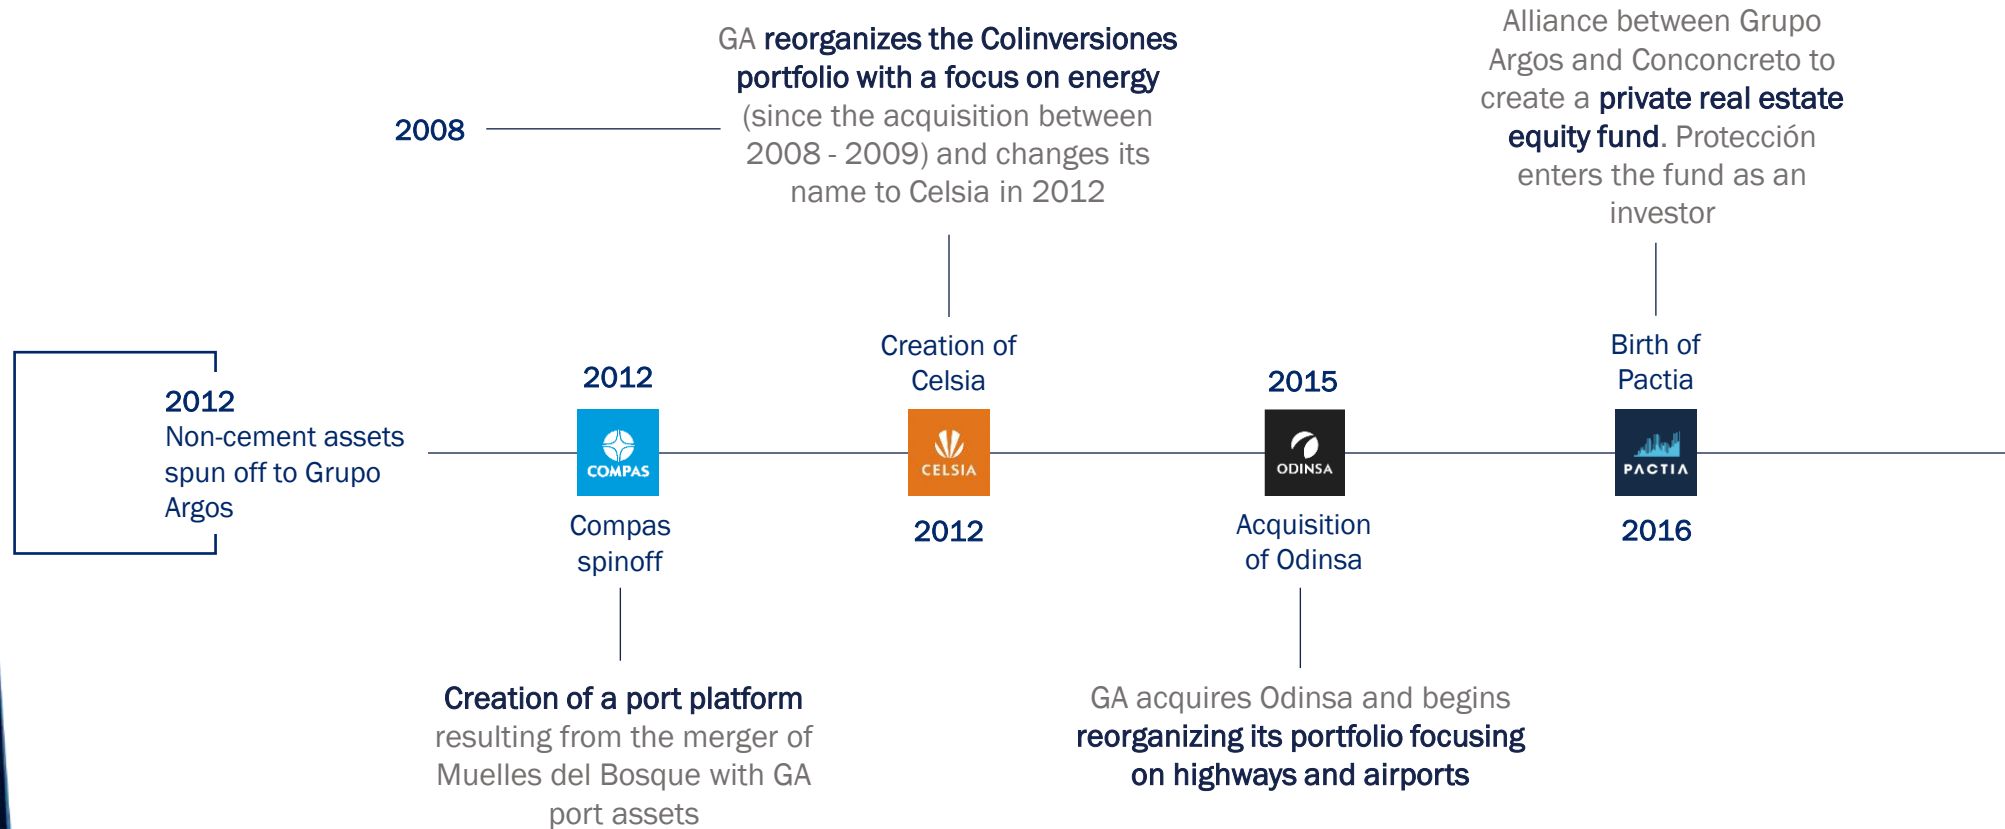 2008
GA reorganizes the Colinversiones
portfolio with a focus on energy
(since the acquisition between
2008 - 2009) and changes its
name to Celsia in 2012
Alliance between Grupo
Argos and Conconcreto to
create a private real estate
equity fund. Protección
enters the fund as an
investor
2012
Non-cement assets
spun off to Grupo
Argos
2012
COMPAS
Compas
spinoff
Creation of
Celsia
CELSIA
2012
2015
ODINSA
Acquisition
of Odinsa
Birth of
Pactia
PACTIA
2016
Creation of a port platform
resulting from the merger of
Muelles del Bosque with GA
port assets
GA acquires Odinsa and begins
reorganizing its portfolio focusing
on highways and airports